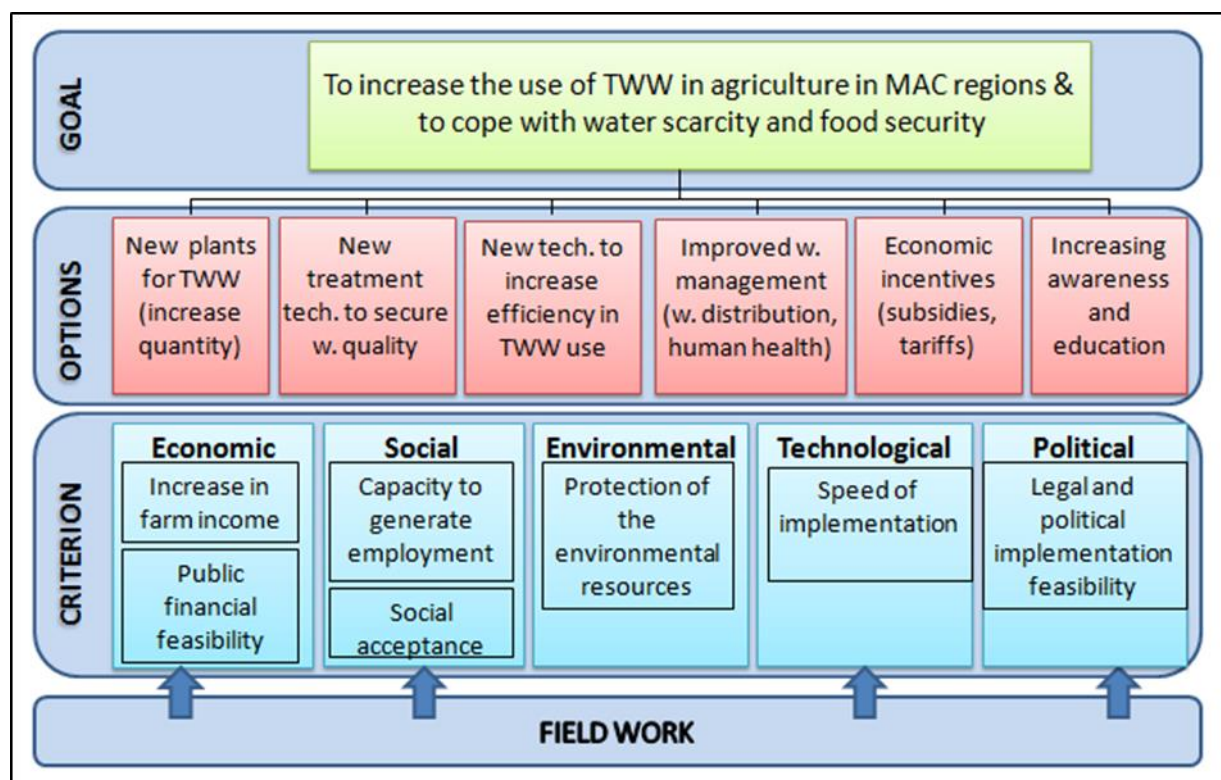 GOAL
To increase the use of TWW in agriculture in MAC regions &
to cope with water scarcity and food security
OPTIONS
New plants
for TWW
(increase
quantity)
New
treatment
tech. to secure
w. quality
New tech. to
increase
efficiency in
TWW use
Improved w.
management
(w. distribution,
human health)
Economic
incentives
(subsidies,
tariffs)
Increasing
awareness
and
education
CRITERION
Economic
Increase in
farm income
Public
financial
feasibility
Social
Capacity to
generate
employment
Social
acceptance
Environmental
Protection of
the
environmental
resources
Technological
Speed of
implementation
Political
Legal and
political
implementation
feasibility
FIELD WORK